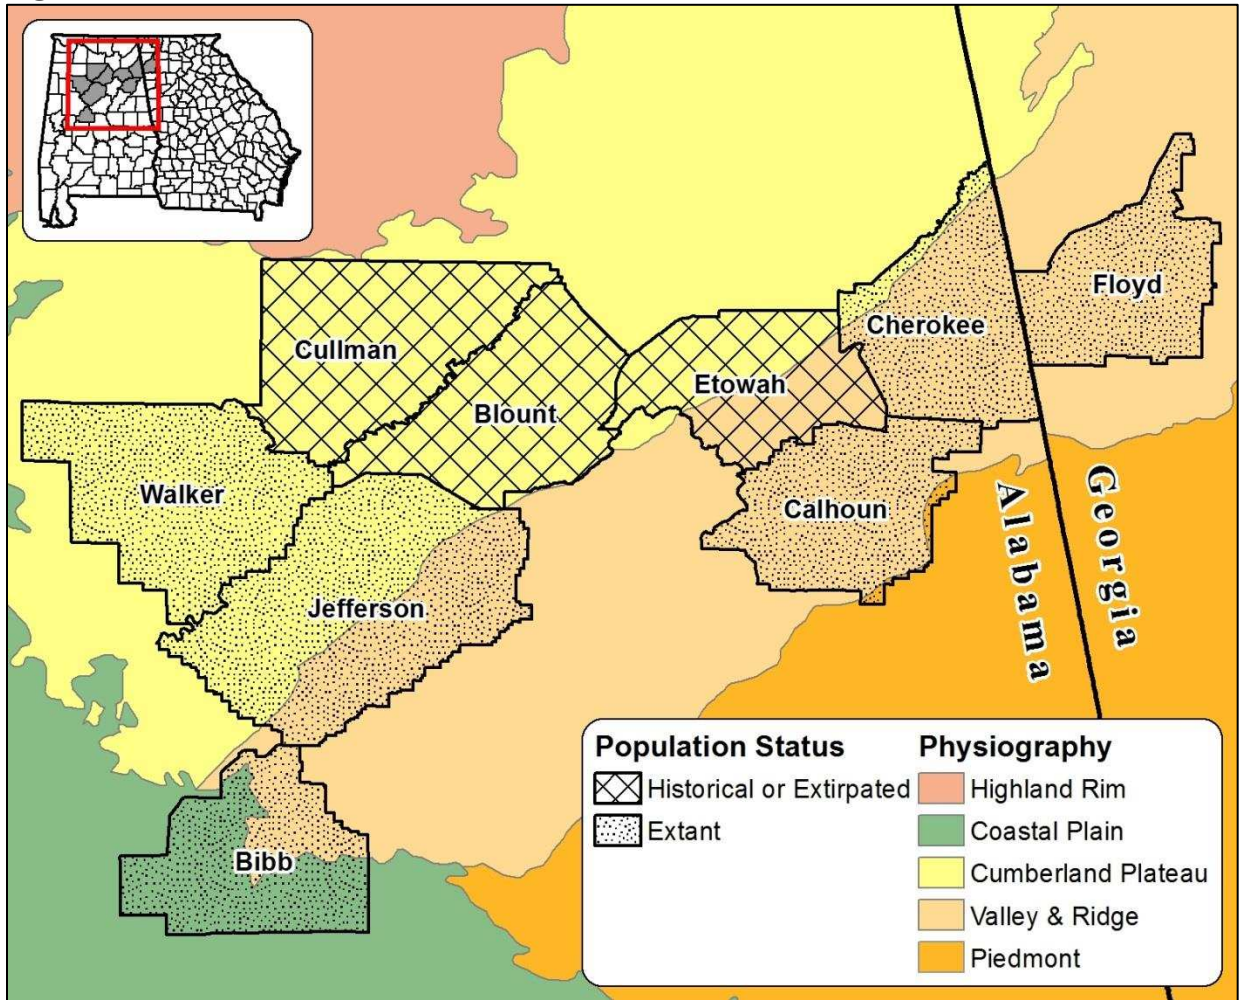 Cullman
Blount
Etowah
Cherokee
Floyd
Walker
Jefferson
Calhoun
Bibb
Alabama
Georgia
Population Status
Historical or Extirpated
Extant
Physiography
Highland Rim
Coastal Plain
Cumberland Plateau
Valley & Ridge
Piedmont